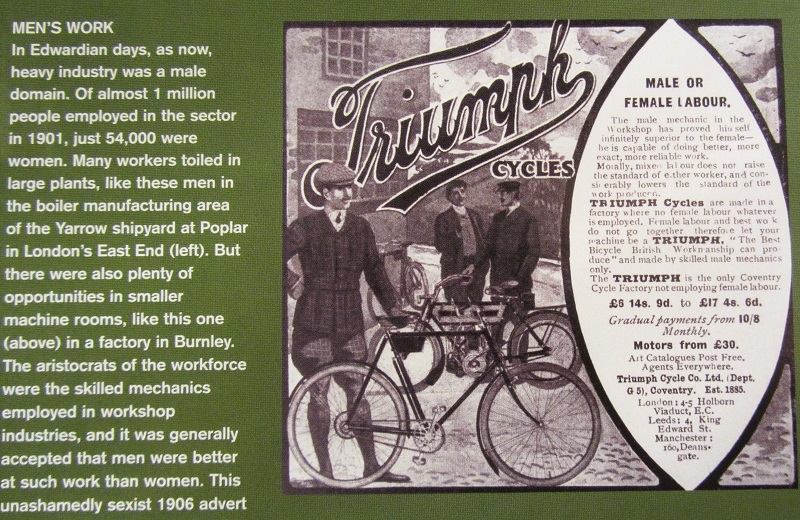 MEN'S WORK
In Edwardian days, as now,
heavy industry was a male
domain. Of almost 1 million
people employed in the sector
in 1901, just 54,000 were
women. Many workers toiled in
large plants, like these men in
the boiler manufacturing area
of the Yarrow shipyard at Poplar
in London's East End (left). But
there were also plenty of
opportunities in smaller
machine rooms, like this one
(above) in a factory in Burnley.
The aristocrats of the workforce
were the skilled mechanics
employed in workshop
industries, and it was generally
accepted that men were better
at such work than women. This
unashamedly sexist 1906 advert
Triumph
CYCLES
MALE OR
FEMALE LABOUR.
The male mechanic in the
Workshop has proved himself
infinitely superior to the female—
he is capable of doing better, more
exact, more reliable work.
Morally, mixed labour does not raise
the standard of either worker, and con-
siderably lowers the standard of the
work produced.
TRIUMPH Cycles are made in a
factory where no female labour whatever
is employed. Female labour and best work
do not go together therefore let your
machine be a TRIUMPH. "The Best
Bicycle British Workmanship can pro-
duce" and made by skilled male mechanics
only.
The TRIUMPH is the only Coventry
Cycle Factory not employing female labour.
£6 14s. 9d. to £17 4s. 6d.
Gradual payments from 10/8
Monthly.
Motors from £30.
Art Catalogues Post Free.
Agents Everywhere.
Triumph Cycle Co. Ltd. (Dept.
G 5), Coventry. Est. 1885.
London: 4-5 Holborn
Viaduct, E.C.
Leeds: 4, King
Edward St.
Manchester:
160, Deans-
gate.